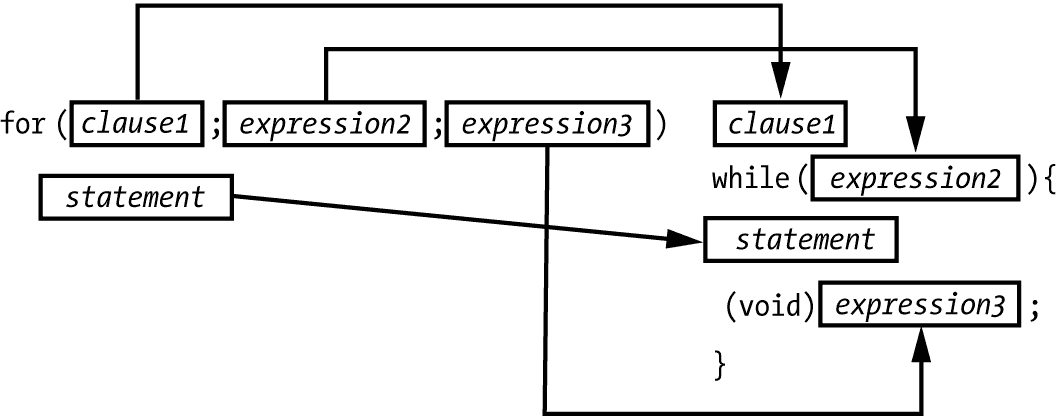 for(clause1;expression2;expression3)
statement
clause1
while(expression2){
statement
(void)expression3;
}